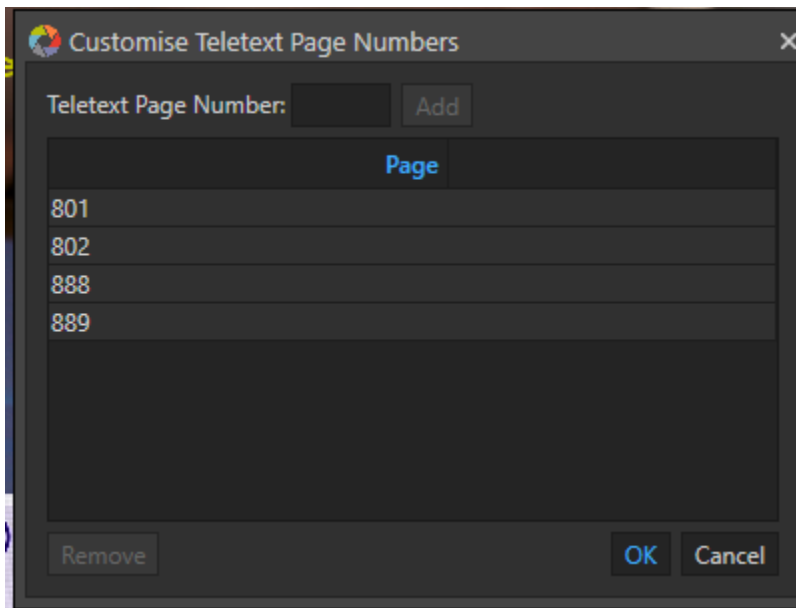 Customise Teletext Page Numbers
Teletext Page Number: Add
Page
801
802
888
889
Remove OK Cancel